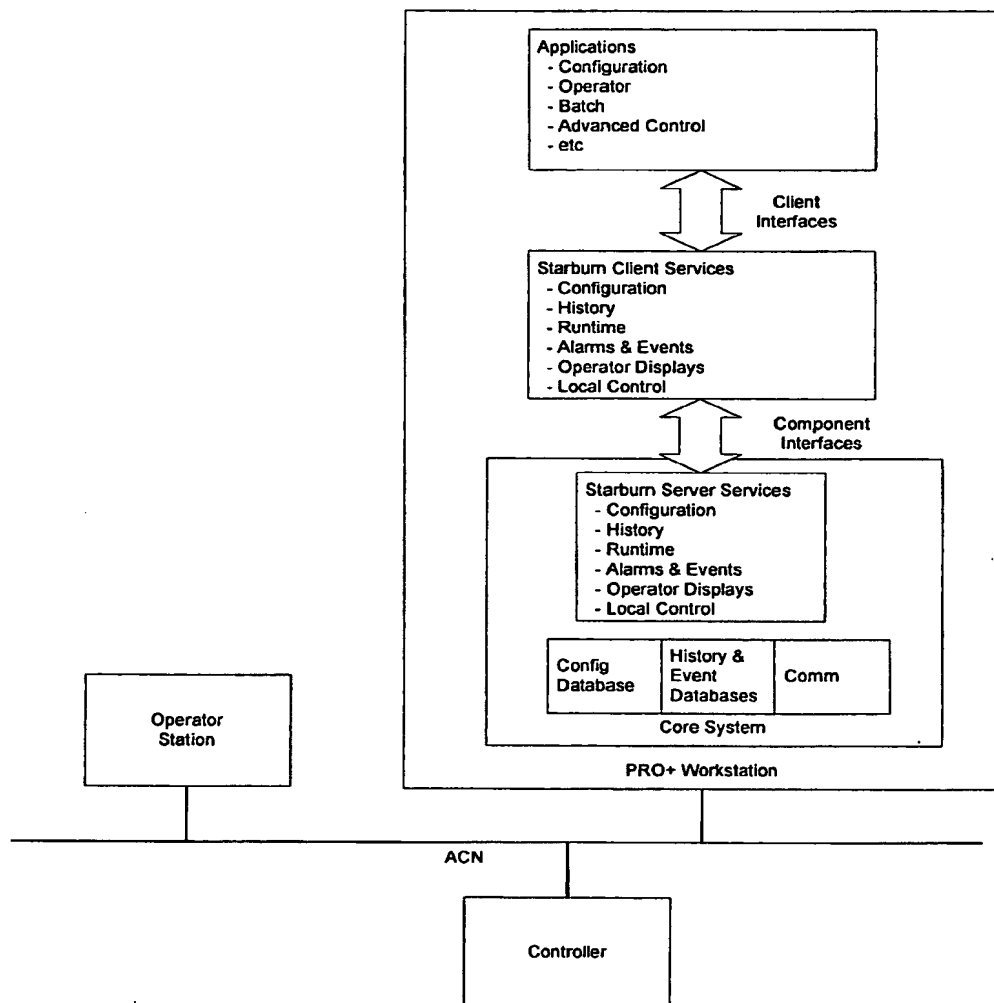 Applications
- Configuration
- Operator
- Batch
- Advanced Control
- etc
Client
Interfaces
Starburn Client Services
- Configuration
- History
- Runtime
- Alarms & Events
- Operator Displays
- Local Control
Component
Interfaces
Starburn Server Services
- Configuration
- History
- Runtime
- Alarms & Events
- Operator Displays
- Local Control
Config
Database
History &
Event
Databases
Comm
Core System
PRO+ Workstation
Operator
Station
ACN
Controller